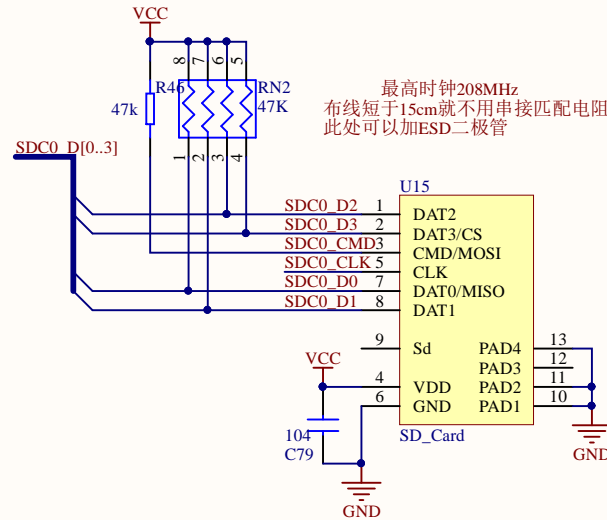 VCC
8
7
6
5
R46
RN2
47k
47K
1
2
3
4
最高时钟208MHz
布线短于15cm就不用串接匹配电阻
此处可以加ESD二极管
SDC0_D[0..3]
U15
SDC0_D2 1 DAT2
SDC0_D3 2 DAT3/CS
SDC0_CMD 3 CMD/MOSI
SDC0_CLK 5 CLK
SDC0_D0 7 DAT0/MISO
SDC0_D1 8 DAT1
9 Sd PAD4 13
PAD3 12
VCC
4 VDD PAD2 11
6 GND PAD1 10
104
C79
SD_Card
GND
GND